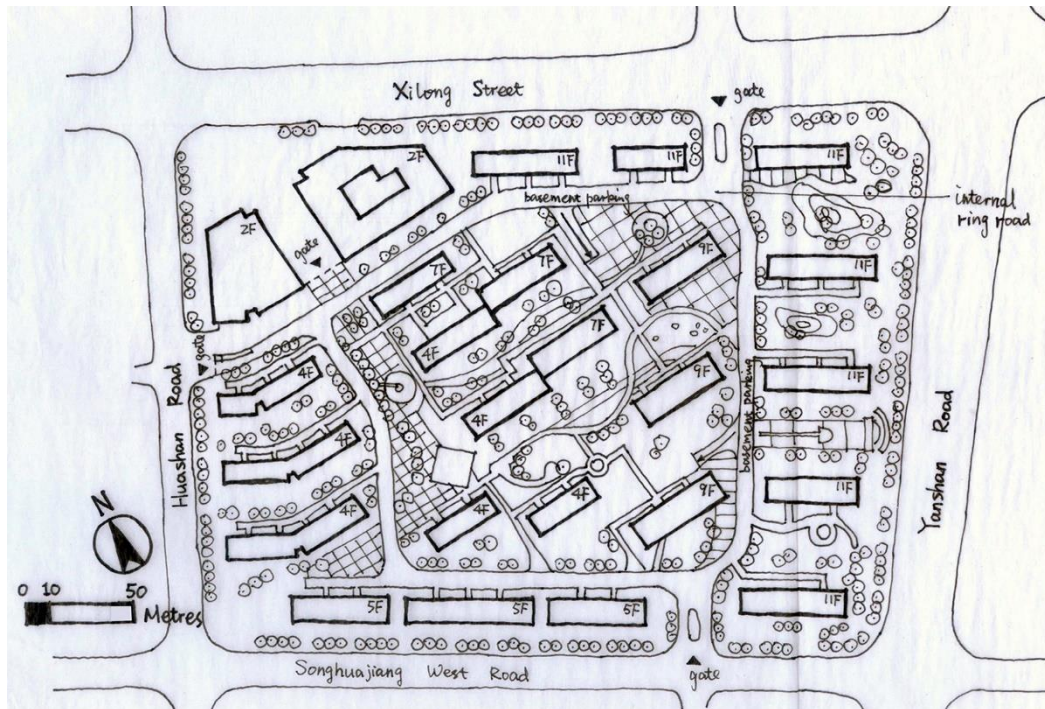 Xilong Street
gate
2F
11F
11F
11F
basement parking
internal
ring road
2F
gate
7F
7F
9F
11F
gate
4F
7F
4F
9F
11F
Huashan Road
4F
4F
basement parking
Yanshan Road
4F
4F
4F
9F
11F
N
0 10 50
Metres
5F
5F
5F
11F
Songhuajiang West Road
gate